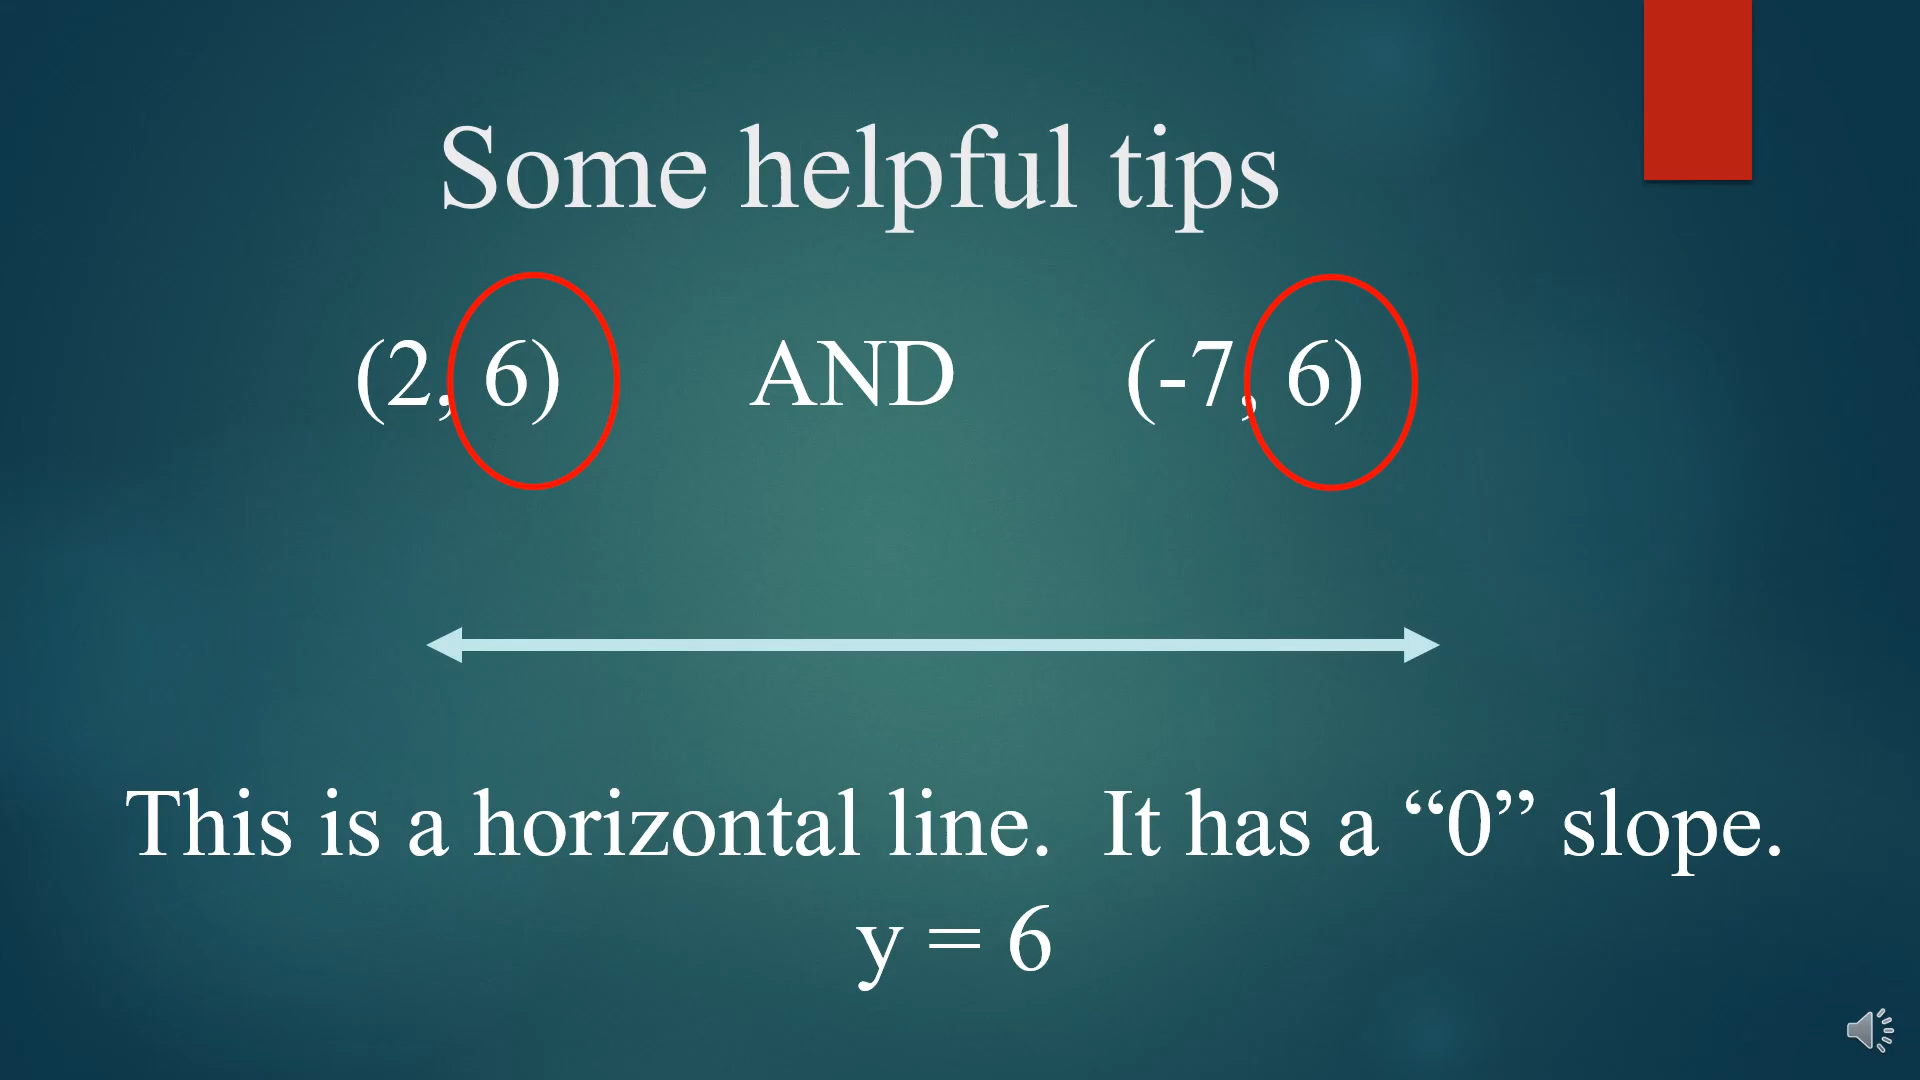 Some helpful tips
(2, 6) AND (-7, 6)
This is a horizontal line. It has a “0” slope.
y = 6